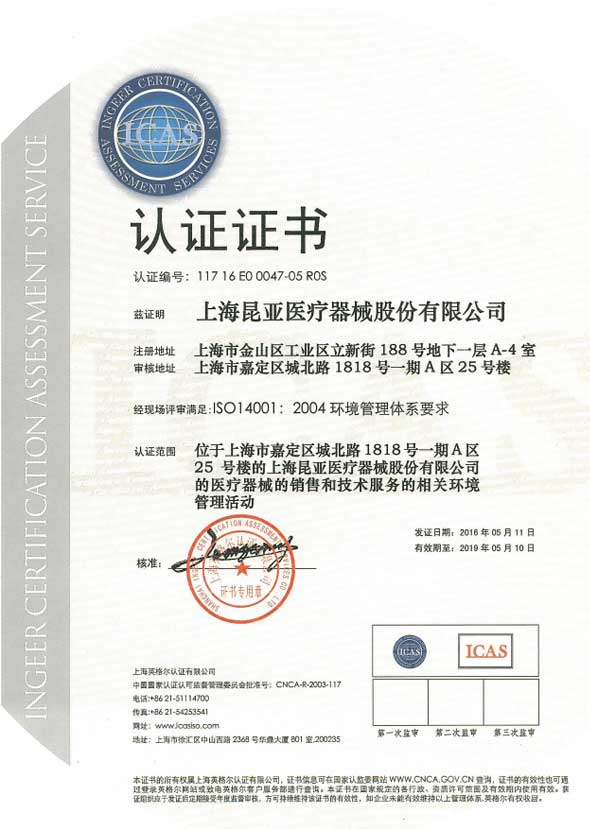 INGEER CERTIFICATION
ICAS
ASSESSMENT SERVICES
INGEER CERTIFICATION ASSESSMENT SERVICE
认证证书
认证编号: 117 16 E0 0047-05 R0S
兹证明 上海昆亚医疗器械股份有限公司
注册地址 上海市金山区工业区立新街 188 号地下一层 A-4 室
审核地址 上海市嘉定区城北路 1818 号一期 A 区 25 号楼
经现场评审满足: ISO14001: 2004 环境管理体系要求
认证范围 位于上海市嘉定区城北路 1818 号一期 A 区
25 号楼的上海昆亚医疗器械股份有限公司
的医疗器械的销售和技术服务的相关环境
管理活动
发证日期: 2016 年 05 月 11 日
有效期至: 2019 年 05 月 10 日
核准:
证书专用章
ICAS
ICAS
第一次监审 第二次监审 第三次监审
上海英格尔认证有限公司
中国国家认证认可监督管理委员会批准号: CNCA-R-2003-117
电话:+86 21-51114700
传真:+86 21-54253541
网址: www.icasiso.com
地址: 上海市徐汇区中山西路 2368 号华鼎大厦 801 室,200235
本证书的所有权属上海英格尔认证有限公司, 证书信息可在国家认监委网站 WWW.CNCA.GOV.CN 查询, 证书的有效性也可通
过登录英格尔网站或致电英格尔客户服务部进行查询。本证书在国家规定的各行政、资质许可范围及有效期内使用有效。获
证组织应于发证后定期接受年度监督审核, 方可持续维持该证书的有效性, 如企业未能有效维持以上管理体系,英格尔有权收回。